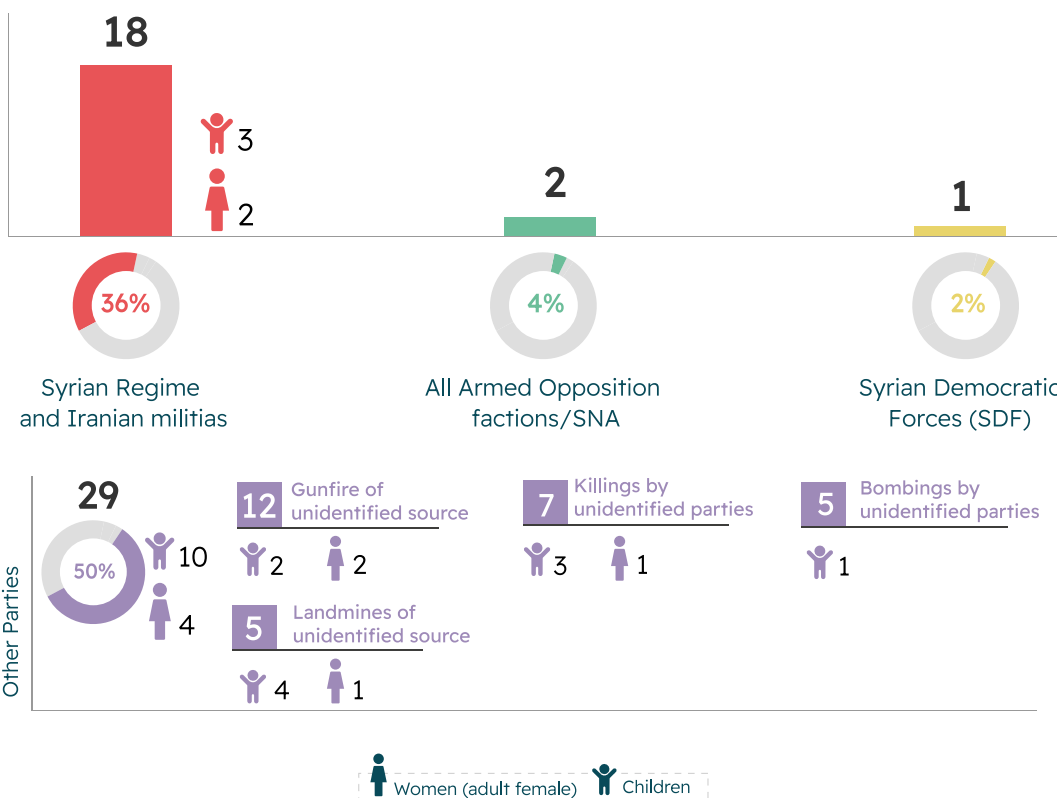 18
3
2
2
1
36%
4%
2%
Syrian Regime
and Iranian militias
All Armed Opposition
factions/SNA
Syrian Democratic
Forces (SDF)
Other Parties
29
50%
10
4
12
Gunfire of
unidentified source
2
2
7
Killings by
unidentified parties
3
1
5
Bombings by
unidentified parties
1
5
Landmines of
unidentified source
4
1
Women (adult female)
Children